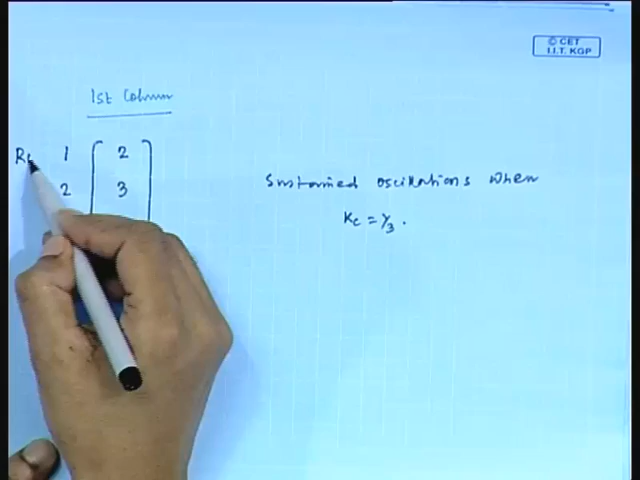 © CET
I.I.T. KGP
1st Column
R
1 2
2 3
Sustained oscillations when
Kc = 1/3 .